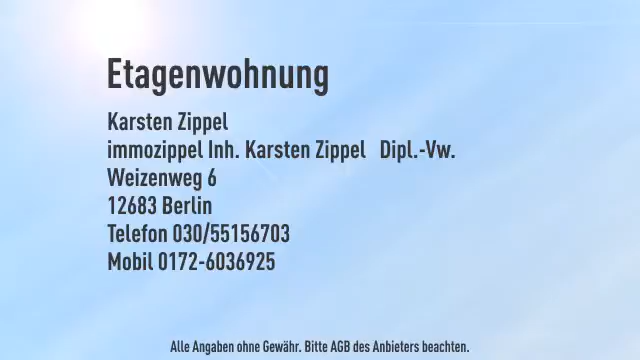 Etagenwohnung
Karsten Zippel
immozippel Inh. Karsten Zippel Dipl.-Vw.
Weizenweg 6
12683 Berlin
Telefon 030/55156703
Mobil 0172-6036925
Alle Angaben ohne Gewähr. Bitte AGB des Anbieters beachten.